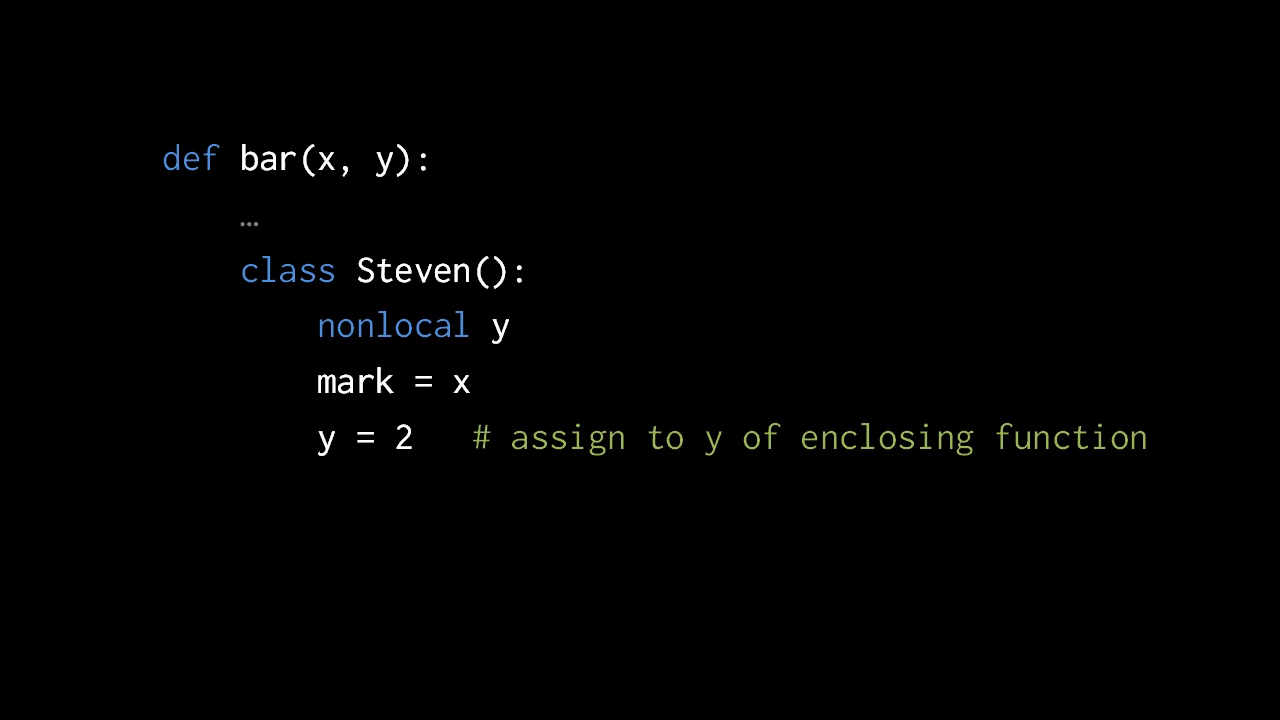 def bar(x, y):
    …
    class Steven():
        nonlocal y
        mark = x
        y = 2   # assign to y of enclosing function